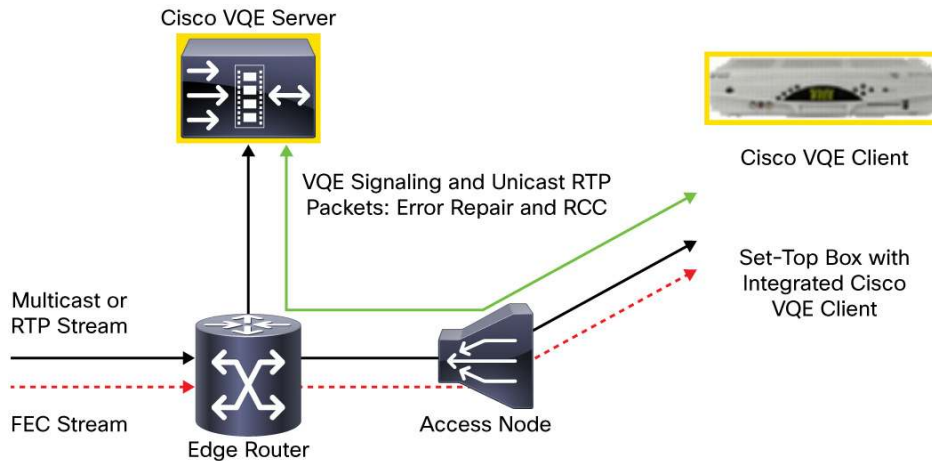 Cisco VQE Server
Cisco VQE Client
VQE Signaling and Unicast RTP
Packets: Error Repair and RCC
Set-Top Box with
Integrated Cisco
VQE Client
Multicast or
RTP Stream
FEC Stream
Edge Router
Access Node